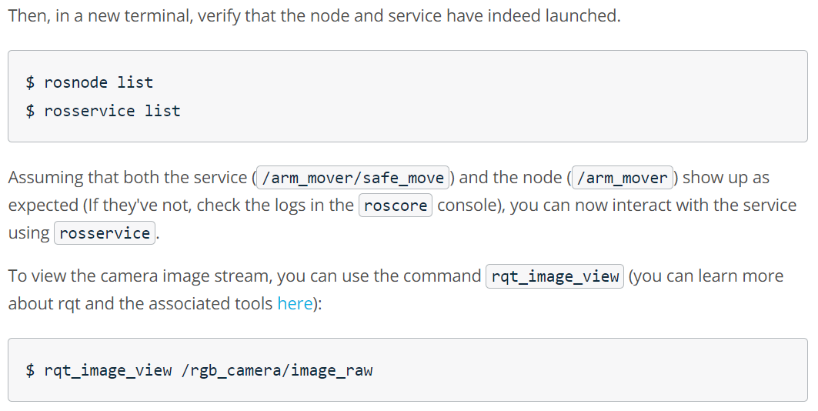 Then, in a new terminal, verify that the node and service have indeed launched.
$ rosnode list
$ rosservice list
Assuming that both the service ( /arm_mover/safe_move ) and the node ( /arm_mover ) show up as
expected (If they've not, check the logs in the roscore console), you can now interact with the service
using rosservice .
To view the camera image stream, you can use the command rqt_image_view (you can learn more
about rqt and the associated tools here):
$ rqt_image_view /rgb_camera/image_raw